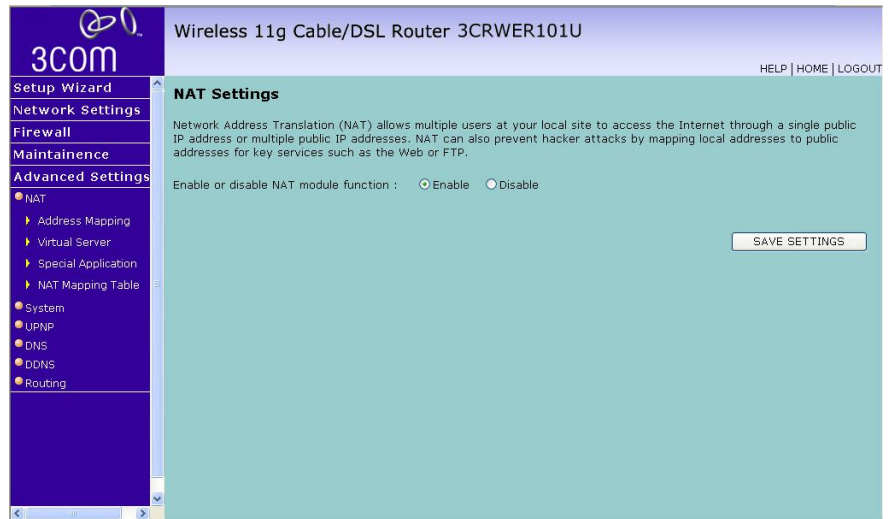 3COM
Wireless 11g Cable/DSL Router 3CRWER101U
HELP | HOME | LOGOUT
Setup Wizard
Network Settings
Firewall
Maintainence
Advanced Settings
NAT
Address Mapping
Virtual Server
Special Application
NAT Mapping Table
System
UPNP
DNS
DDNS
Routing
NAT Settings
Network Address Translation (NAT) allows multiple users at your local site to access the Internet through a single public
IP address or multiple public IP addresses. NAT can also prevent hacker attacks by mapping local addresses to public
addresses for key services such as the Web or FTP.
Enable or disable NAT module function : Enable Disable
SAVE SETTINGS